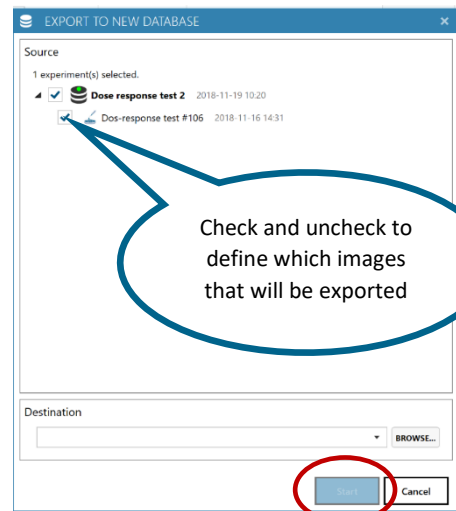 EXPORT TO NEW DATABASE
Source
1 experiment(s) selected.
Dose response test 2 2018-11-19 10:20
Dos-response test #106 2018-11-16 14:31
Check and uncheck to
define which images
that will be exported
Destination
BROWSE...
Start Cancel